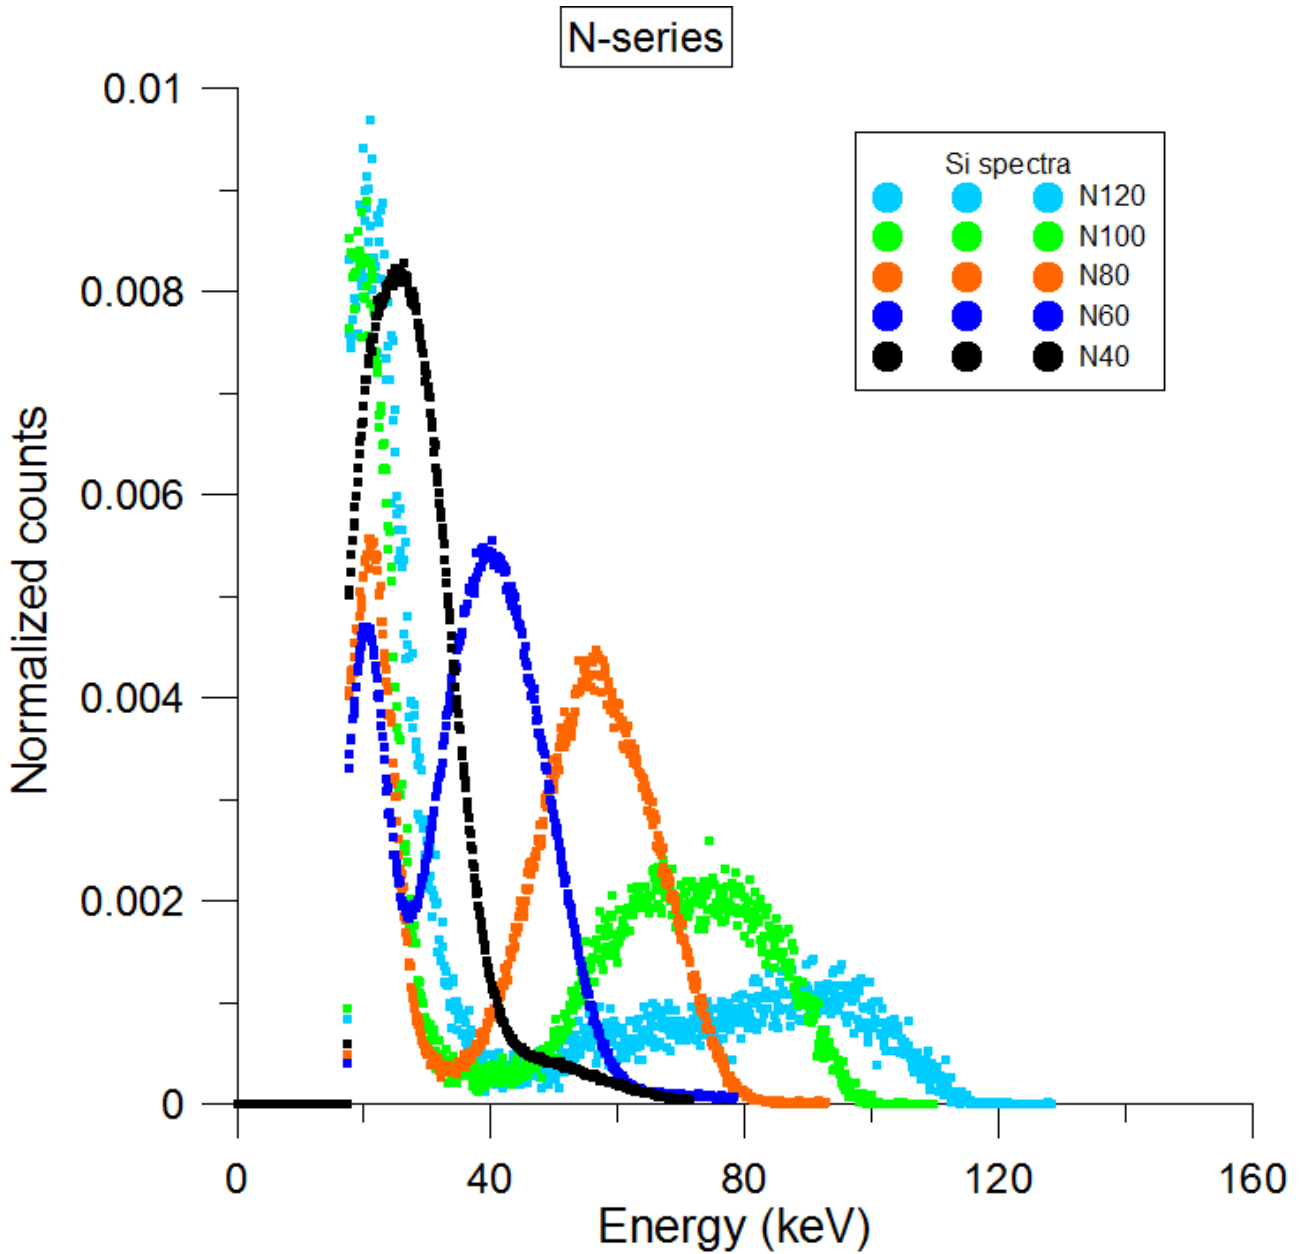 N-series
0.01
0.008
0.006
0.004
0.002
0
Normalized counts
Si spectra
N120
N100
N80
N60
N40
0 40 80 120 160
Energy (keV)